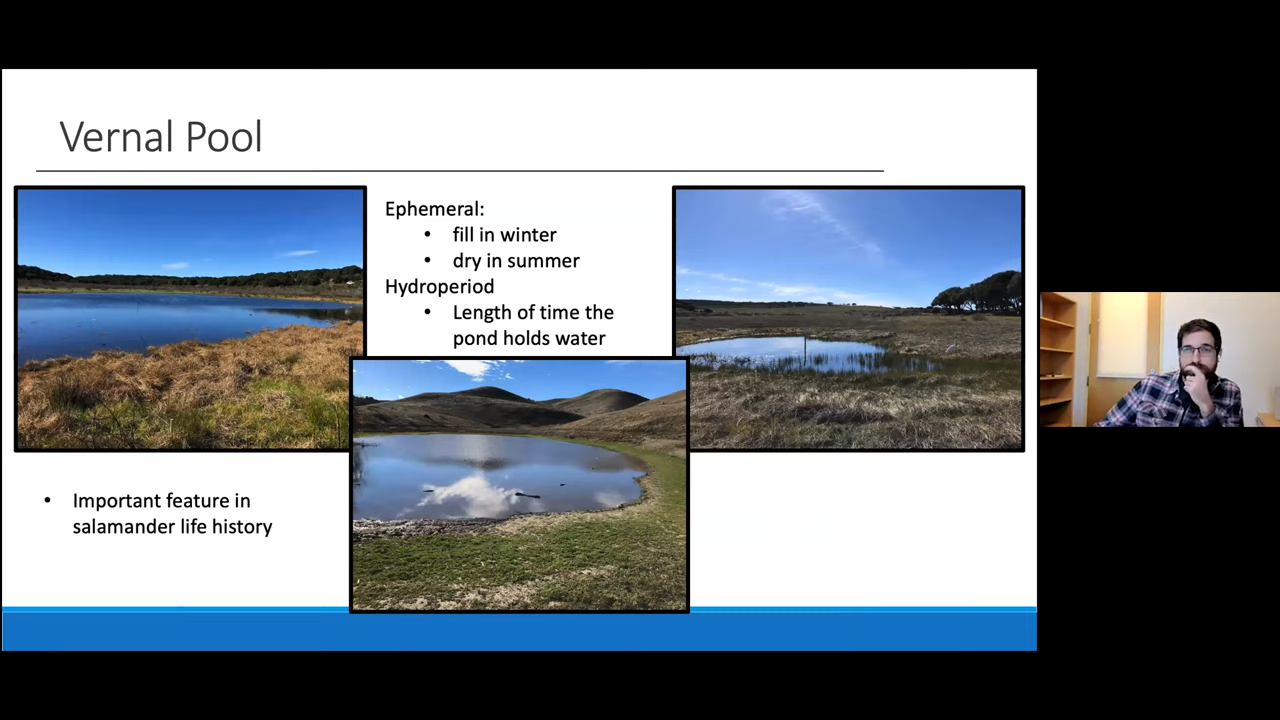 Vernal Pool
Ephemeral:
• fill in winter
• dry in summer
Hydroperiod
• Length of time the
pond holds water
• Important feature in
salamander life history